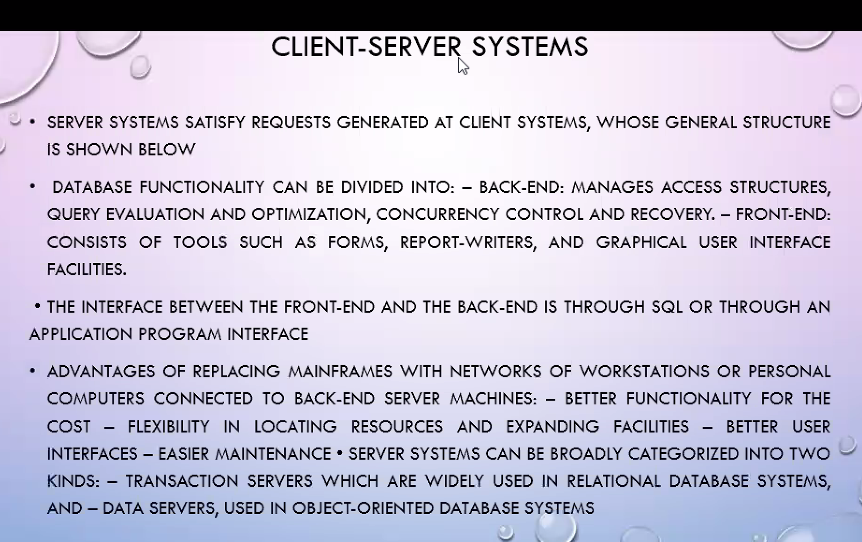 CLIENT-SERVER SYSTEMS
• SERVER SYSTEMS SATISFY REQUESTS GENERATED AT CLIENT SYSTEMS, WHOSE GENERAL STRUCTURE
IS SHOWN BELOW
• DATABASE FUNCTIONALITY CAN BE DIVIDED INTO: – BACK-END: MANAGES ACCESS STRUCTURES,
QUERY EVALUATION AND OPTIMIZATION, CONCURRENCY CONTROL AND RECOVERY. – FRONT-END:
CONSISTS OF TOOLS SUCH AS FORMS, REPORT-WRITERS, AND GRAPHICAL USER INTERFACE
FACILITIES.
• THE INTERFACE BETWEEN THE FRONT-END AND THE BACK-END IS THROUGH SQL OR THROUGH AN
APPLICATION PROGRAM INTERFACE
• ADVANTAGES OF REPLACING MAINFRAMES WITH NETWORKS OF WORKSTATIONS OR PERSONAL
COMPUTERS CONNECTED TO BACK-END SERVER MACHINES: – BETTER FUNCTIONALITY FOR THE
COST – FLEXIBILITY IN LOCATING RESOURCES AND EXPANDING FACILITIES – BETTER USER
INTERFACES – EASIER MAINTENANCE • SERVER SYSTEMS CAN BE BROADLY CATEGORIZED INTO TWO
KINDS: – TRANSACTION SERVERS WHICH ARE WIDELY USED IN RELATIONAL DATABASE SYSTEMS,
AND – DATA SERVERS, USED IN OBJECT-ORIENTED DATABASE SYSTEMS